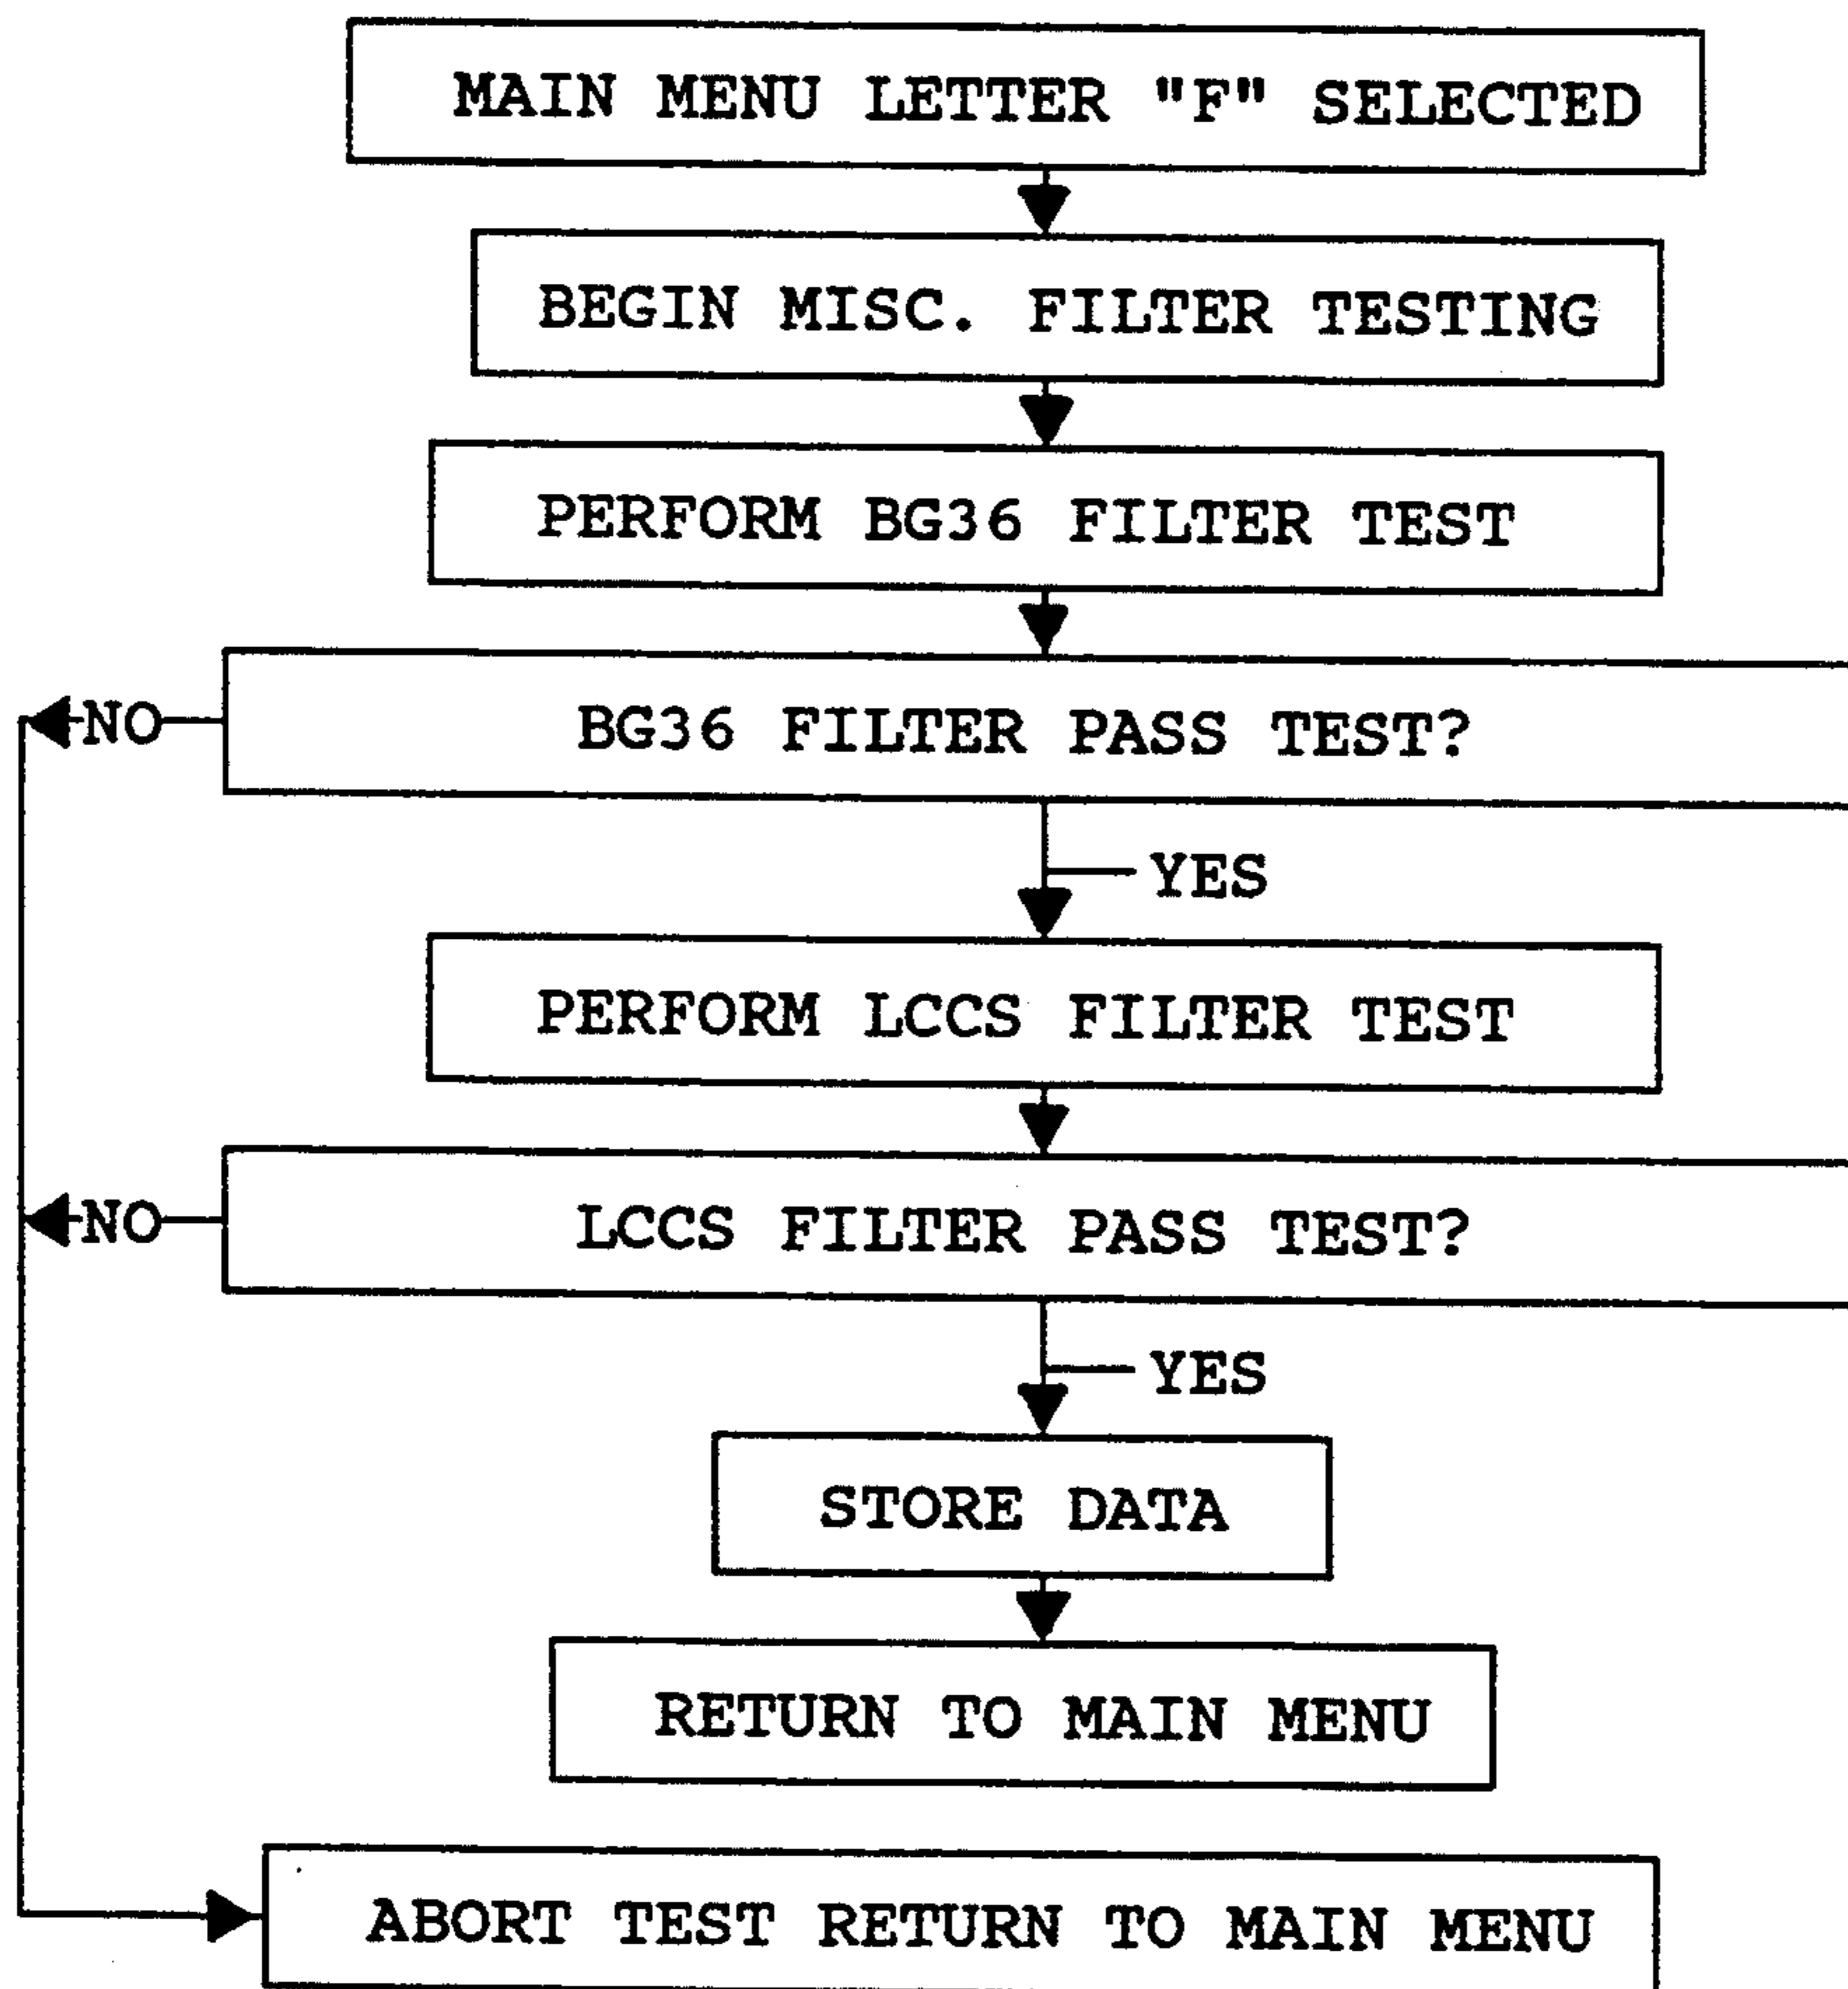 MAIN MENU LETTER "F" SELECTED
BEGIN MISC. FILTER TESTING
PERFORM BG36 FILTER TEST
NO
BG36 FILTER PASS TEST?
YES
PERFORM LCCS FILTER TEST
NO
LCCS FILTER PASS TEST?
YES
STORE DATA
RETURN TO MAIN MENU
ABORT TEST RETURN TO MAIN MENU